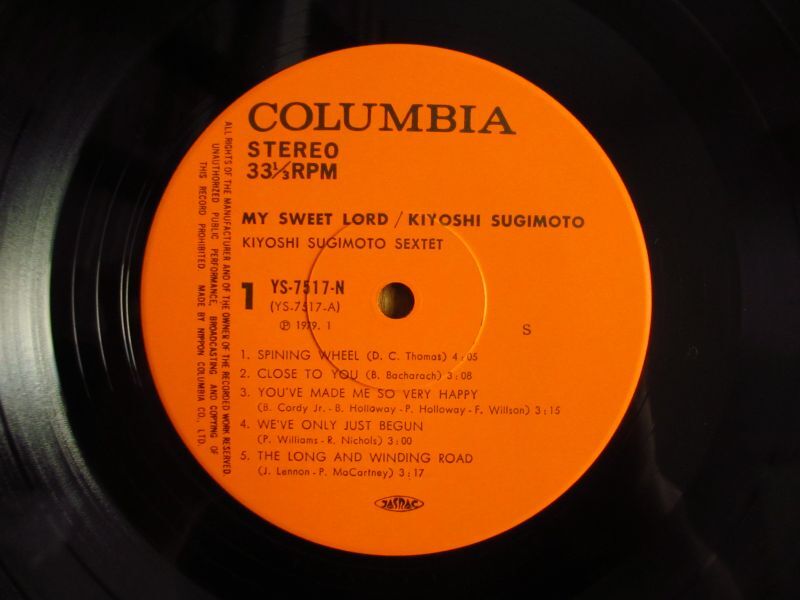 COLUMBIA
STEREO
33⅓RPM
MY SWEET LORD / KIYOSHI SUGIMOTO
KIYOSHI SUGIMOTO SEXTET
1
YS-7517-N
(YS-7517-A)
Ⓟ 1979. 1
S
1. SPINING WHEEL (D. C. Thomas) 4:05
2. CLOSE TO YOU (B. Bacharach) 3:08
3. YOU'VE MADE ME SO VERY HAPPY
(B. Cordy Jr. - B. Holloway - P. Holloway - F. Willson) 3:15
4. WE'VE ONLY JUST BEGUN
(P. Williams - R. Nichols) 3:00
5. THE LONG AND WINDING ROAD
(J. Lennon - P. MaCartney) 3:17
JASRAC
ALL RIGHTS OF THE MANUFACTURER AND OF THE OWNER OF THE RECORDED WORK RESERVED.
UNAUTHORIZED PUBLIC PERFORMANCE, BROADCASTING AND COPYING OF
THIS RECORD PROHIBITED. MADE BY NIPPON COLUMBIA CO., LTD.